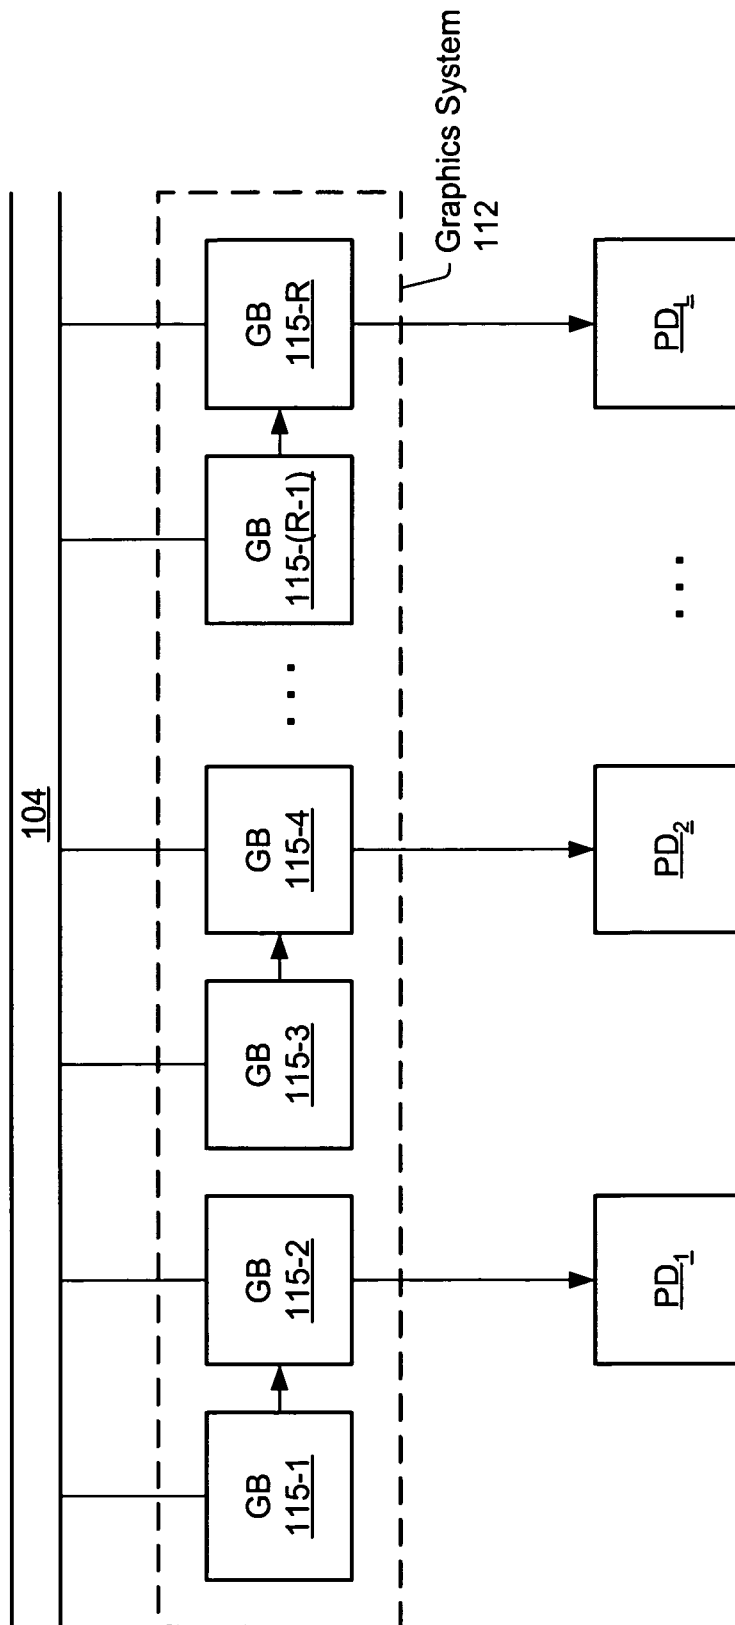 104
GB
115-1
GB
115-2
GB
115-3
GB
115-4
...
GB
115-(R-1)
GB
115-R
Graphics System
112
PD1
PD2
...
PDL